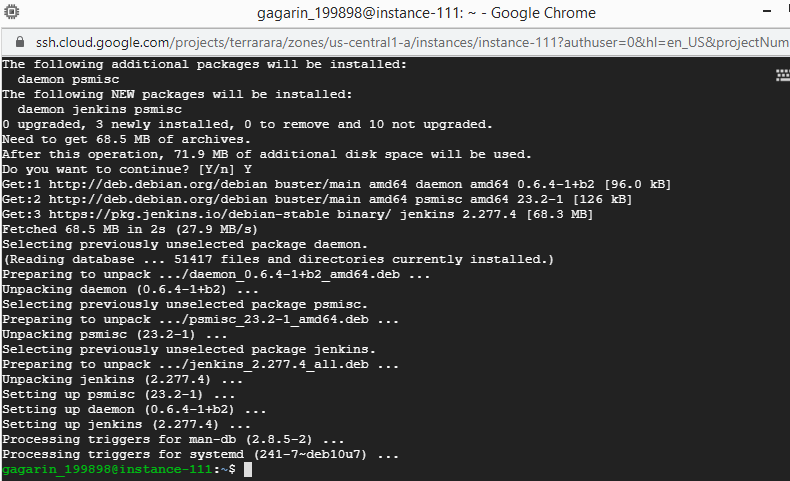 gagarin_199898@instance-111: ~ - Google Chrome
ssh.cloud.google.com/projects/terrarara/zones/us-central1-a/instances/instance-111?authuser=0&hl=en_US&projectNum
The following additional packages will be installed:
  daemon psmisc
The following NEW packages will be installed:
  daemon jenkins psmisc
0 upgraded, 3 newly installed, 0 to remove and 10 not upgraded.
Need to get 68.5 MB of archives.
After this operation, 71.9 MB of additional disk space will be used.
Do you want to continue? [Y/n] Y
Get:1 http://deb.debian.org/debian buster/main amd64 daemon amd64 0.6.4-1+b2 [96.0 kB]
Get:2 http://deb.debian.org/debian buster/main amd64 psmisc amd64 23.2-1 [126 kB]
Get:3 https://pkg.jenkins.io/debian-stable binary/ jenkins 2.277.4 [68.3 MB]
Fetched 68.5 MB in 2s (27.9 MB/s)
Selecting previously unselected package daemon.
(Reading database ... 51417 files and directories currently installed.)
Preparing to unpack .../daemon_0.6.4-1+b2_amd64.deb ...
Unpacking daemon (0.6.4-1+b2) ...
Selecting previously unselected package psmisc.
Preparing to unpack .../psmisc_23.2-1_amd64.deb ...
Unpacking psmisc (23.2-1) ...
Selecting previously unselected package jenkins.
Preparing to unpack .../jenkins_2.277.4_all.deb ...
Unpacking jenkins (2.277.4) ...
Setting up psmisc (23.2-1) ...
Setting up daemon (0.6.4-1+b2) ...
Setting up jenkins (2.277.4) ...
Processing triggers for man-db (2.8.5-2) ...
Processing triggers for systemd (241-7~deb10u7) ...
gagarin_199898@instance-111:~$